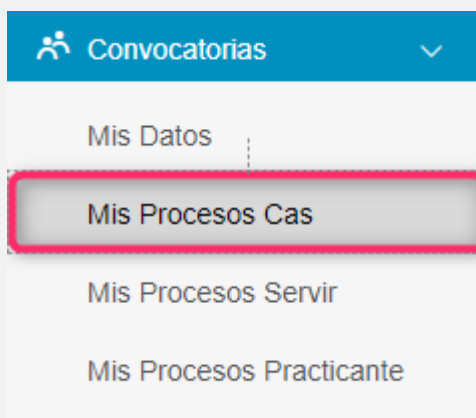 Convocatorias
Mis Datos
Mis Procesos Cas
Mis Procesos Servir
Mis Procesos Practicante